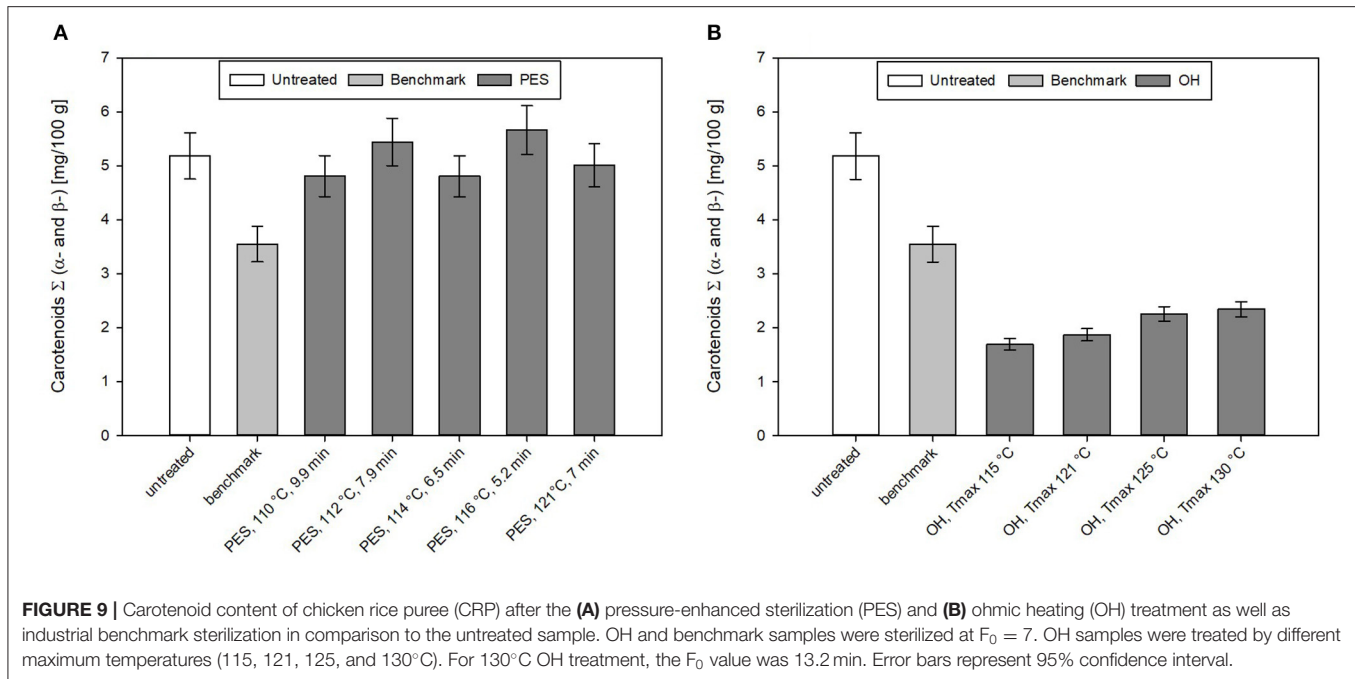 A
Carotenoids Σ (α- and β-) [mg/100 g]
7
6
5
4
3
2
1
0
Untreated Benchmark PES
untreated
benchmark
PES, 110 °C, 9.9 min
PES, 112 °C, 7.9 min
PES, 114 °C, 6.5 min
PES, 116 °C, 5.2 min
PES, 121°C, 7 min
B
Carotenoids Σ (α- and β-) [mg/100 g]
7
6
5
4
3
2
1
0
Untreated Benchmark OH
untreated
benchmark
OH, Tmax 115 °C
OH, Tmax 121 °C
OH, Tmax 125 °C
OH, Tmax 130 °C
FIGURE 9 | Carotenoid content of chicken rice puree (CRP) after the (A) pressure-enhanced sterilization (PES) and (B) ohmic heating (OH) treatment as well as
industrial benchmark sterilization in comparison to the untreated sample. OH and benchmark samples were sterilized at F₀ = 7. OH samples were treated by different
maximum temperatures (115, 121, 125, and 130°C). For 130°C OH treatment, the F₀ value was 13.2 min. Error bars represent 95% confidence interval.